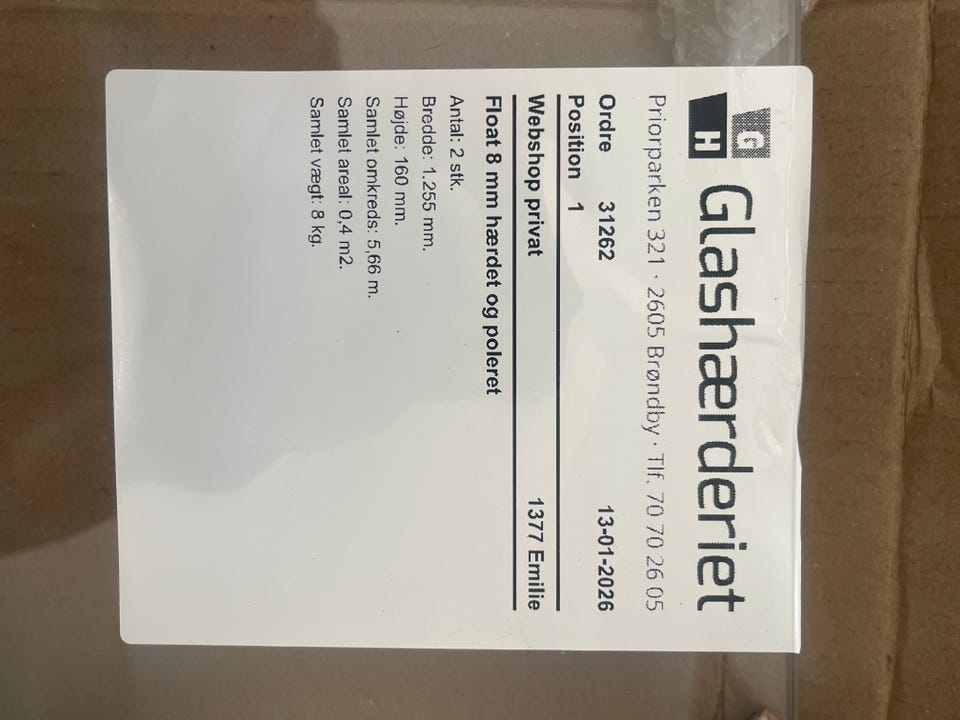 G
H
Glashærderiet
Priorparken 321 · 2605 Brøndby · Tlf. 70 70 26 05
Ordre 31262 13-01-2026
Position 1
Webshop privat 1377 Emilie
Float 8 mm hærdet og poleret
Antal: 2 stk.
Bredde: 1.255 mm.
Højde: 160 mm.
Samlet omkreds: 5,66 m.
Samlet areal: 0,4 m2.
Samlet vægt: 8 kg.